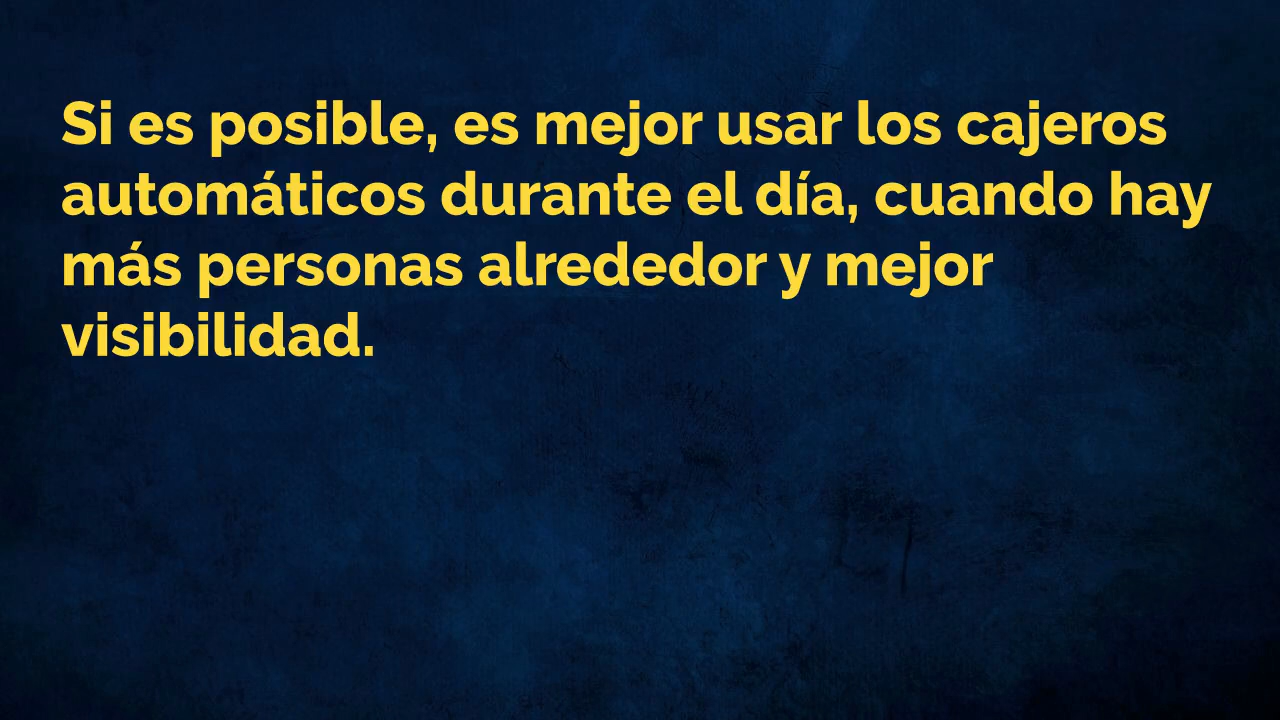 Si es posible, es mejor usar los cajeros
automáticos durante el día, cuando hay
más personas alrededor y mejor
visibilidad.